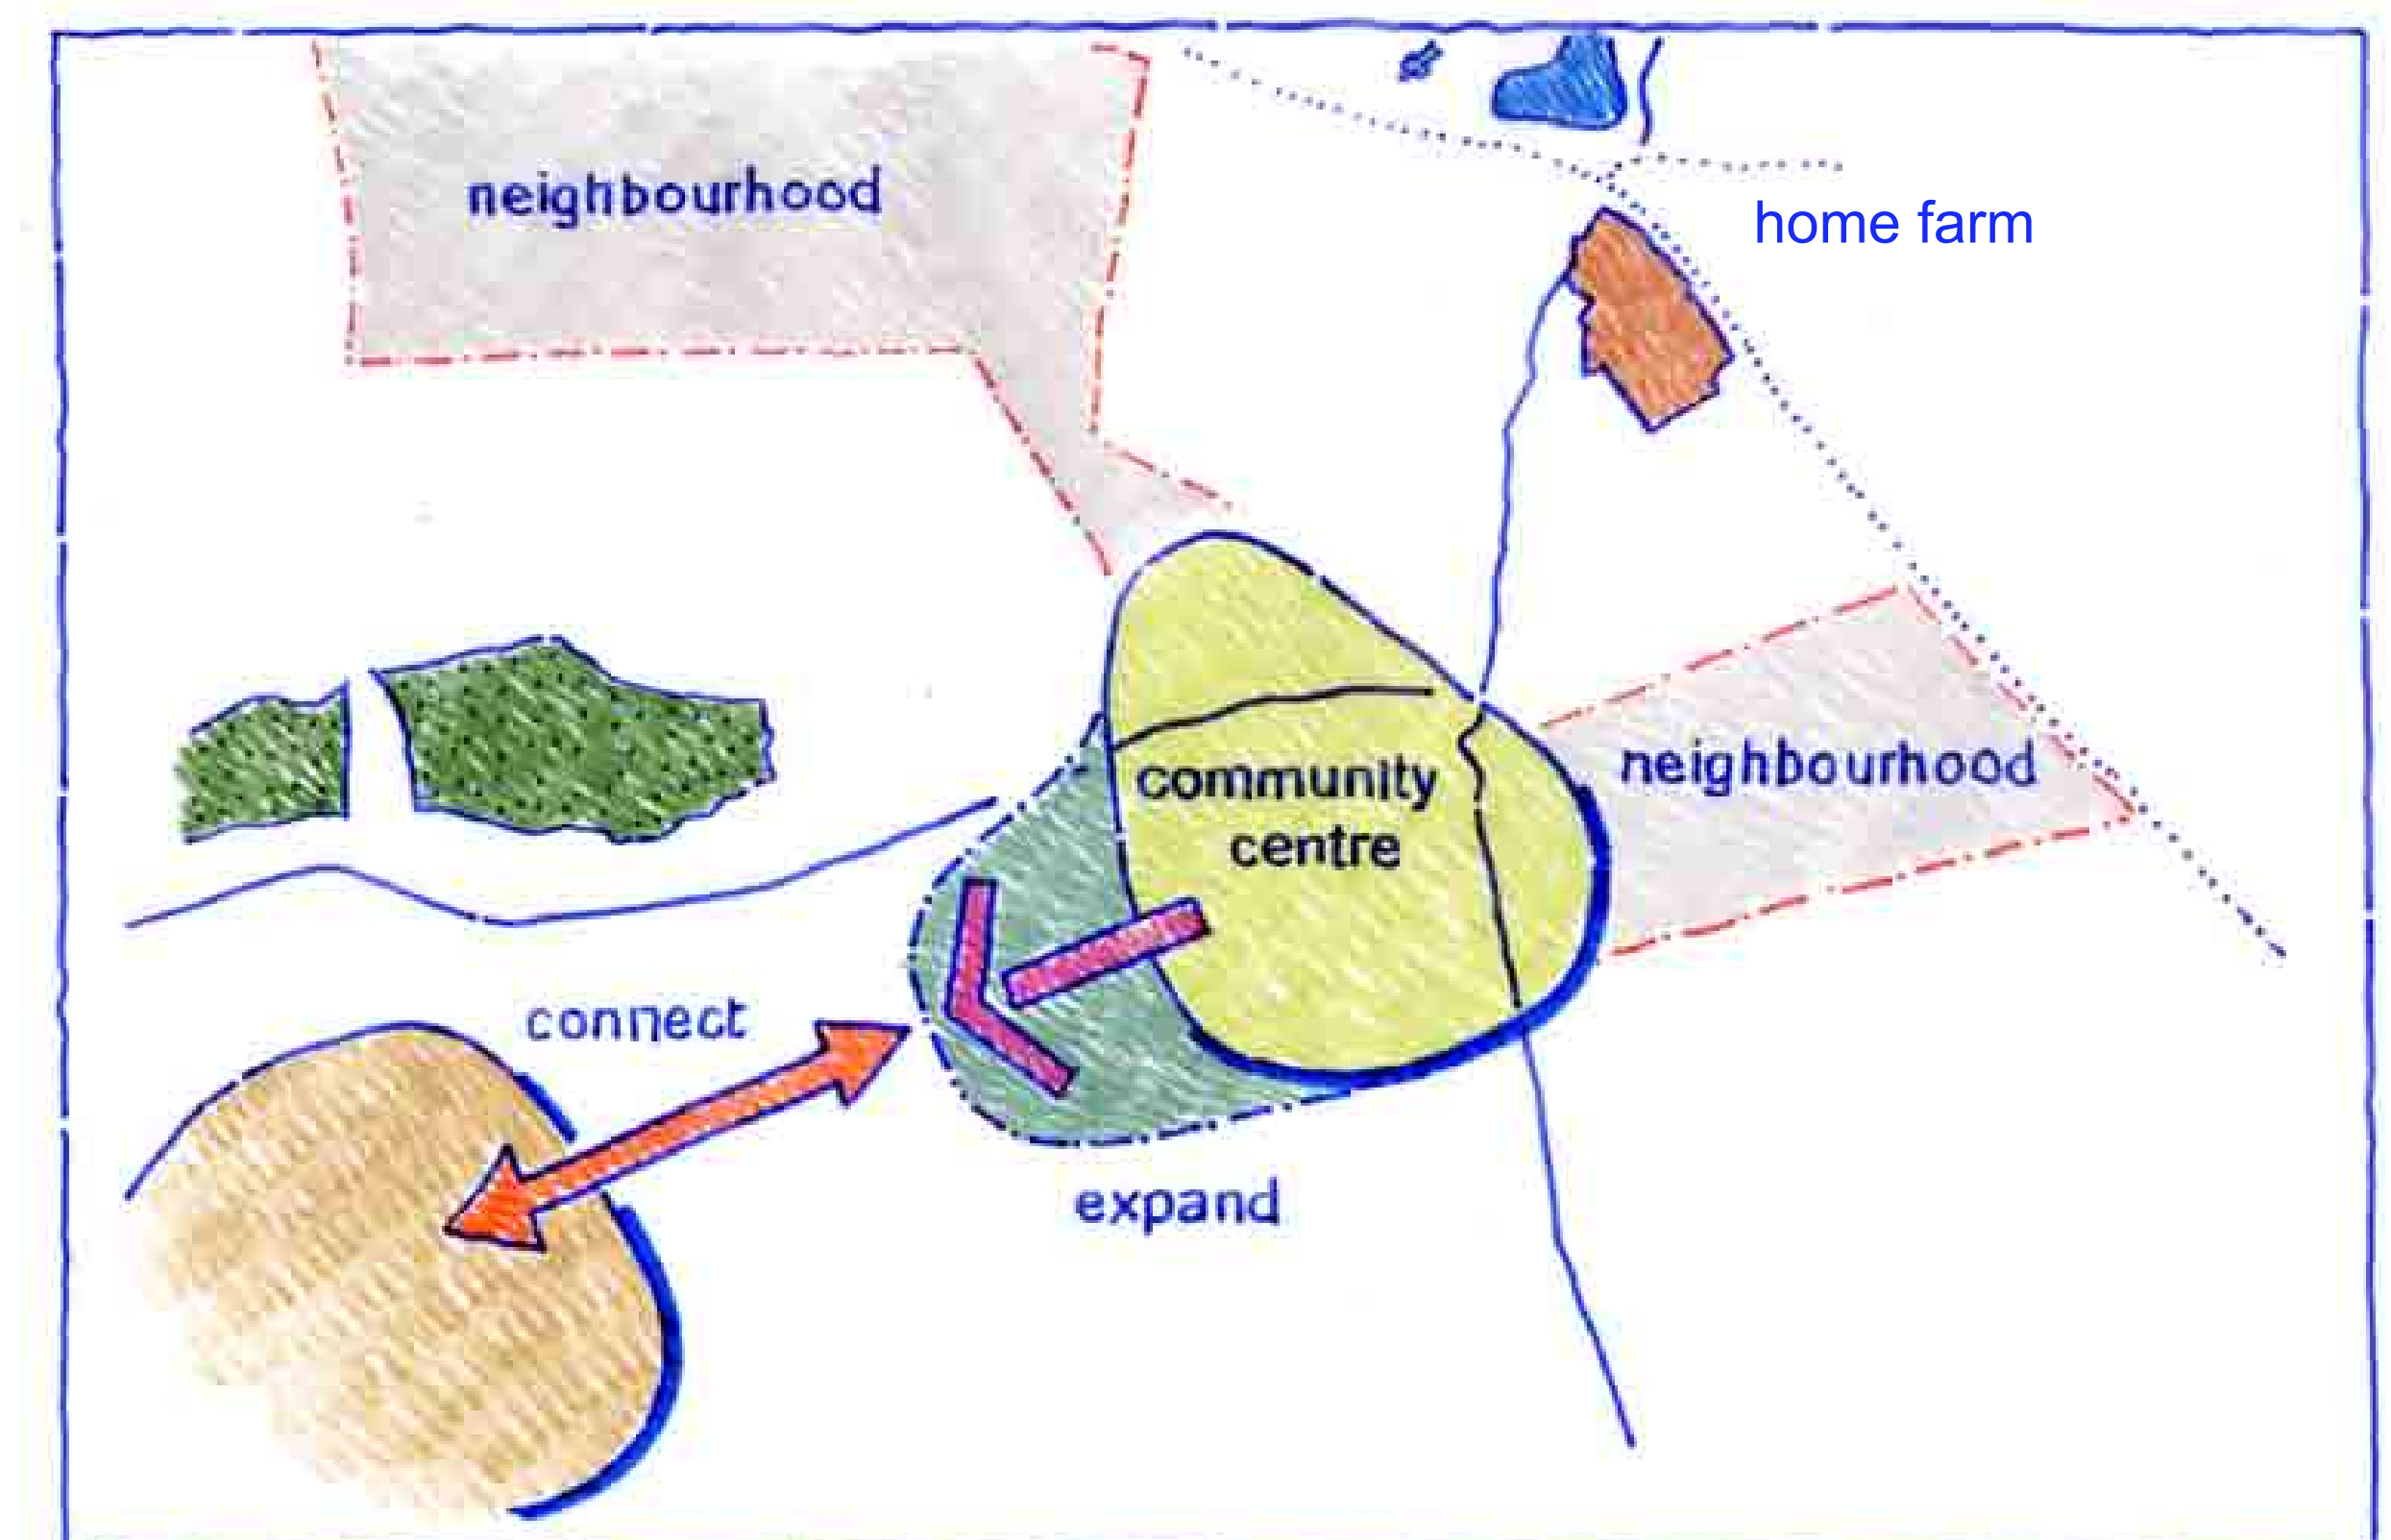 neighbourhood
home farm
neighbourhood
community
centre
connect
expand